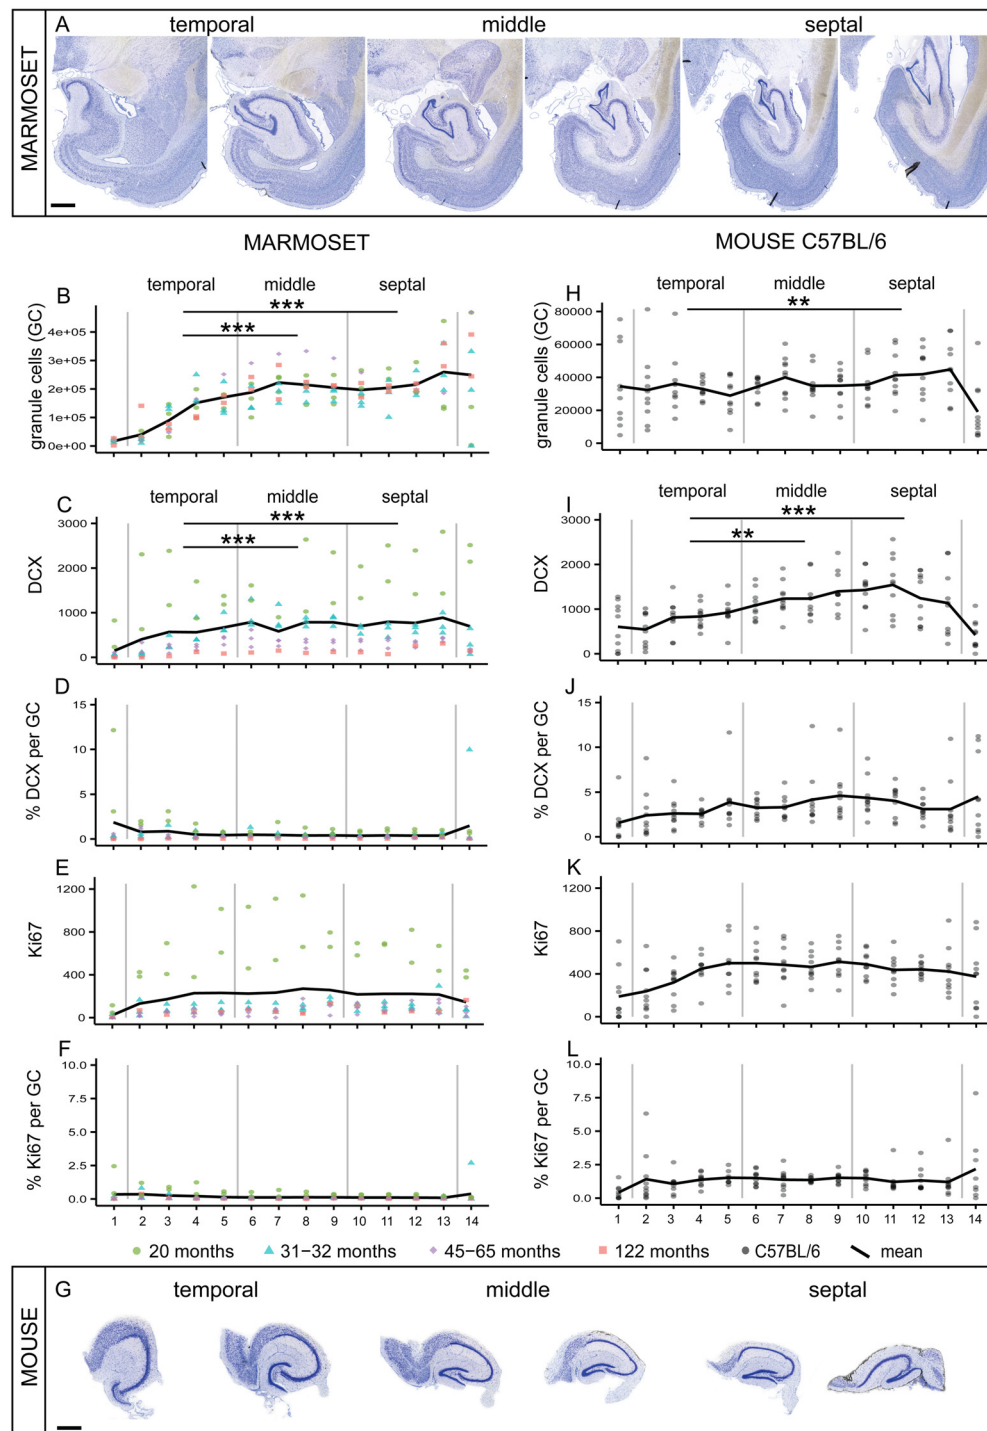 MARMOSET
A temporal middle septal
MARMOSET MOUSE C57BL/6
B temporal middle septal
***
***
granule cells (GC)
4e+05
3e+05
2e+05
1e+05
0e+00
H temporal middle septal
**
granule cells (GC)
80000
60000
40000
20000
0
C temporal middle septal
***
***
DCX
3000
2000
1000
0
I temporal middle septal
***
**
DCX
3000
2000
1000
0
D
% DCX per GC
15
10
5
0
J
% DCX per GC
15
10
5
0
E
Ki67
1200
800
400
0
K
Ki67
1200
800
400
0
F
% Ki67 per GC
10.0
7.5
5.0
2.5
0.0
1 2 3 4 5 6 7 8 9 10 11 12 13 14
L
% Ki67 per GC
10.0
7.5
5.0
2.5
0.0
1 2 3 4 5 6 7 8 9 10 11 12 13 14
20 months 31−32 months 45−65 months 122 months C57BL/6 mean
MOUSE
G temporal middle septal